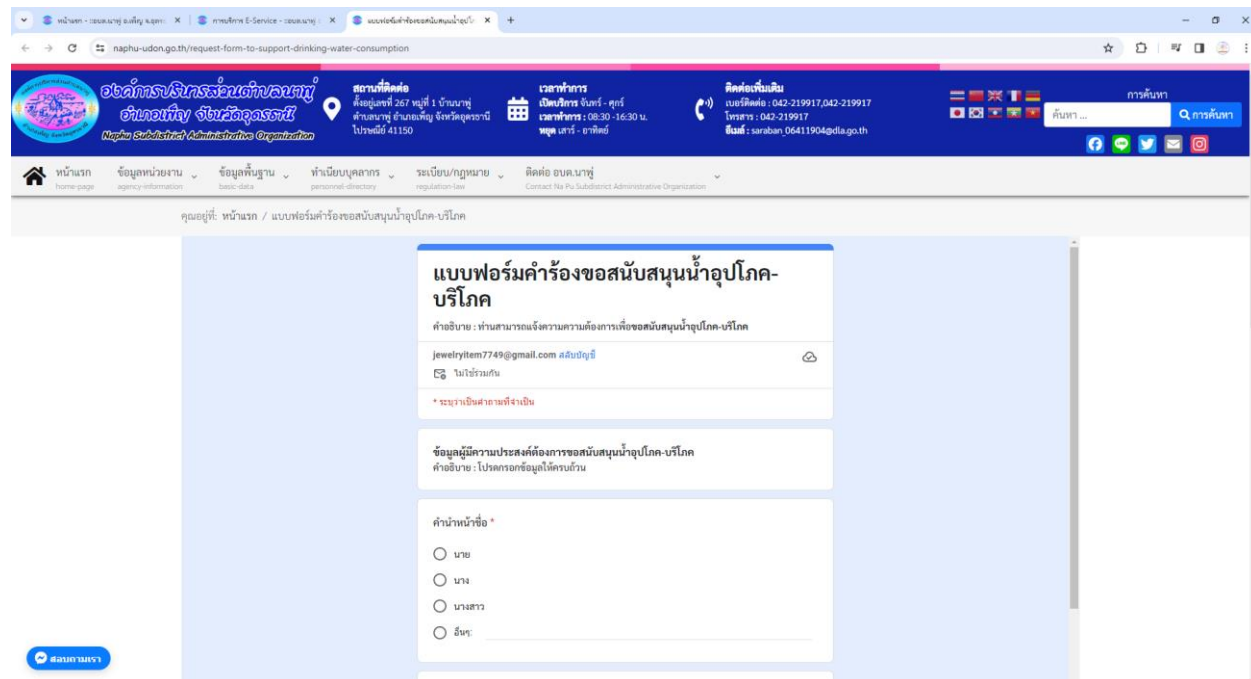 หน้าแรก - :อบต.นาพู่ อ.เพ็ญ จ.อุดร:
การบริการ E-Service - :อบต.นาพู่ :
แบบฟอร์มคำร้องขอสนับสนุนน้ำอุปโภ
naphu-udon.go.th/request-form-to-support-drinking-water-consumption
องค์การบริหารส่วนตำบลนาพู่
อำเภอเพ็ญ จังหวัดอุดรธานี
Naphu Subdistrict Administrative Organization
สถานที่ติดต่อ
ตั้งอยู่เลขที่ 267 หมู่ที่ 1 บ้านนาพู่
ตำบลนาพู่ อำเภอเพ็ญ จังหวัดอุดรธานี
ไปรษณีย์ 41150
เวลาทำการ
เปิดบริการ จันทร์ - ศุกร์
เวลาทำการ : 08:30 -16:30 น.
หยุด เสาร์ - อาทิตย์
ติดต่อเพิ่มเติม
เบอร์ติดต่อ : 042-219917,042-219917
โทรสาร : 042-219917
อีเมล์ : saraban_06411904@dla.go.th
การค้นหา
ค้นหา ...
การค้นหา
หน้าแรก ข้อมูลหน่วยงาน ข้อมูลพื้นฐาน ทำเนียบบุคลากร ระเบียบ/กฎหมาย ติดต่อ อบต.นาพู่
home-page agency-information basic-data personnel-directory regulation-law Contact Na Pu Subdistrict Administrative Organization
คุณอยู่ที่: หน้าแรก / แบบฟอร์มคำร้องขอสนับสนุนน้ำอุปโภค-บริโภค
แบบฟอร์มคำร้องขอสนับสนุนน้ำอุปโภค-
บริโภค
คำอธิบาย : ท่านสามารถแจ้งความความต้องการเพื่อขอสนับสนุนน้ำอุปโภค-บริโภค
jewelryitem7749@gmail.com สลับบัญชี
ไม่ใช่ร่วมกัน
* ระบุว่าเป็นคำถามที่จำเป็น
ข้อมูลผู้มีความประสงค์ต้องการขอสนับสนุนน้ำอุปโภค-บริโภค
คำอธิบาย : โปรดกรอกข้อมูลให้ครบถ้วน
คำนำหน้าชื่อ *
นาย
นาง
นางสาว
อื่นๆ:
สอบถามเรา